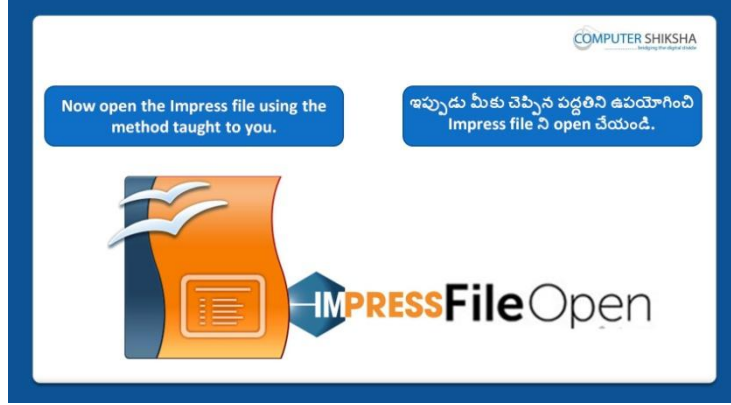 COMPUTER SHIKSHA
bridging the digital divide
Now open the Impress file using the
method taught to you.
ఇప్పుడు మీకు చెప్పిన పద్దతిని ఉపయోగించి
Impress file ని open చేయండి.
IMPRESSFileOpen